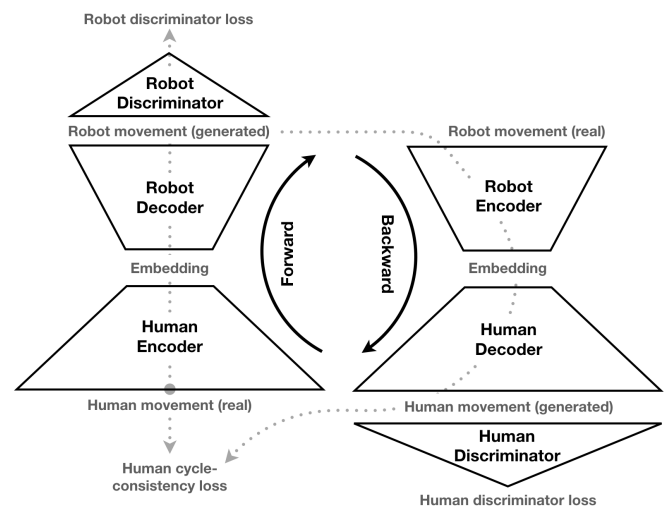 Robot discriminator loss
Robot
Discriminator
Robot movement (generated)
Robot
Decoder
Embedding
Human
Encoder
Human movement (real)
Human cycle-
consistency loss
Forward
Backward
Robot movement (real)
Robot
Encoder
Embedding
Human
Decoder
Human movement (generated)
Human
Discriminator
Human discriminator loss